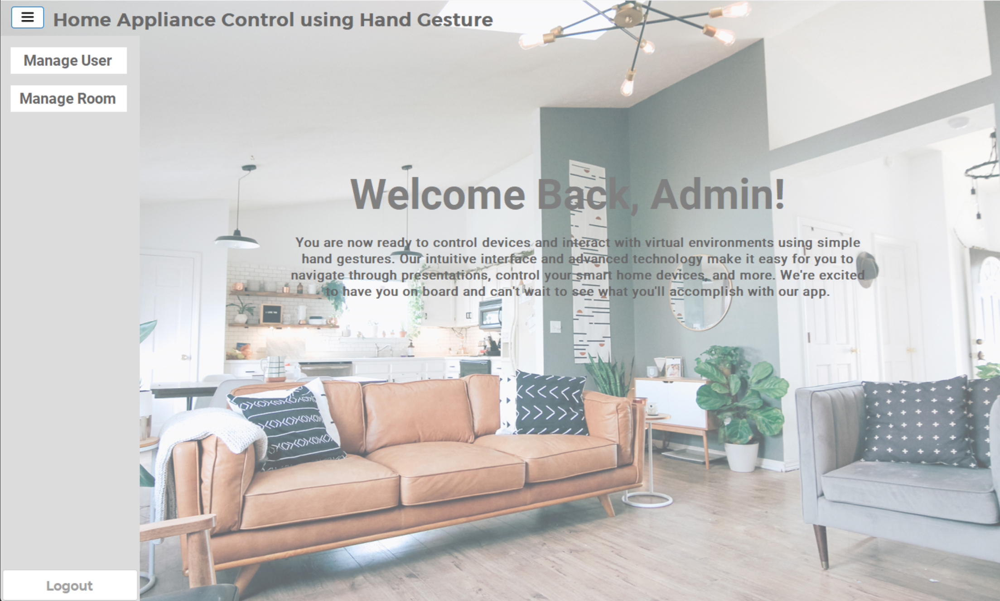 Home Appliance Control using Hand Gesture
Manage User
Manage Room
Welcome Back, Admin!
You are now ready to control devices and interact with virtual environments using simple
hand gestures. Our intuitive interface and advanced technology make it easy for you to
navigate through presentations, control your smart home devices, and more. We're excited
to have you on board and can't wait to see what you'll accomplish with our app.
I LOVE YOU
Logout